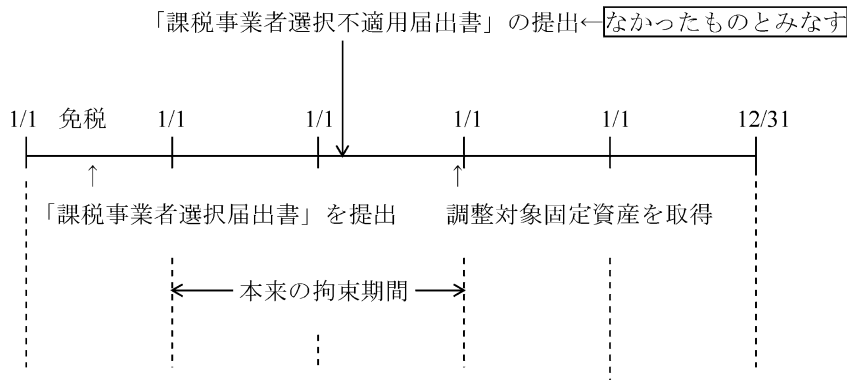 「課税事業者選択不適用届出書」の提出←なかったものとみなす
1/1 免税 1/1 1/1 1/1 1/1 12/31
「課税事業者選択届出書」を提出 調整対象固定資産を取得
本来の拘束期間